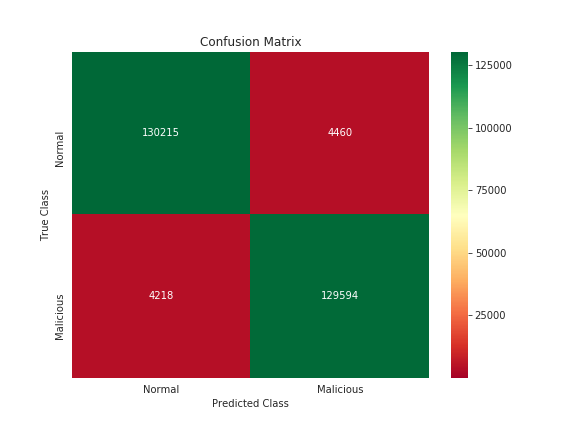 Confusion Matrix
True Class
Normal
130215
4460
Malicious
4218
129594
Normal
Malicious
Predicted Class
125000
100000
75000
50000
25000